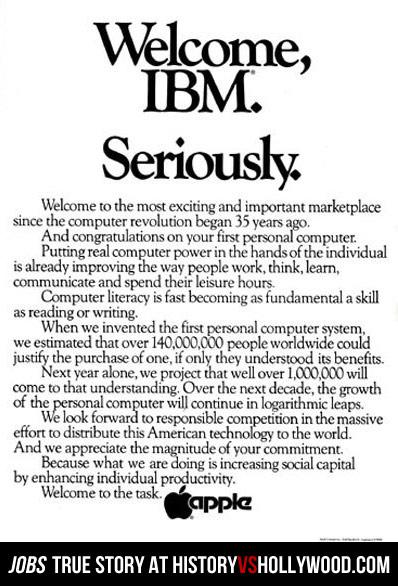 Welcome,
IBM.
Seriously.
Welcome to the most exciting and important marketplace
since the computer revolution began 35 years ago.
And congratulations on your first personal computer.
Putting real computer power in the hands of the individual
is already improving the way people work, think, learn,
communicate and spend their leisure hours.
Computer literacy is fast becoming as fundamental a skill
as reading or writing.
When we invented the first personal computer system,
we estimated that over 140,000,000 people worldwide could
justify the purchase of one, if only they understood its benefits.
Next year alone, we project that well over 1,000,000 will
come to that understanding. Over the next decade, the growth
of the personal computer will continue in logarithmic leaps.
We look forward to responsible competition in the massive
effort to distribute this American technology to the world.
And we appreciate the magnitude of your commitment.
Because what we are doing is increasing social capital
by enhancing individual productivity.
Welcome to the task. apple
JOBS TRUE STORY AT HISTORYVSHOLLYWOOD.COM